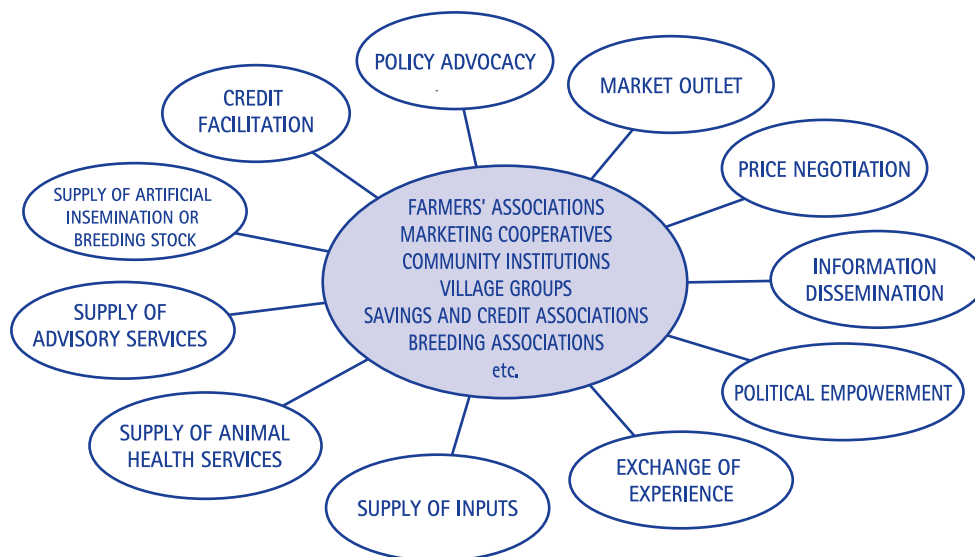 POLICY ADVOCACY
MARKET OUTLET
CREDIT
FACILITATION
PRICE NEGOTIATION
SUPPLY OF ARTIFICIAL
INSEMINATION OR
BREEDING STOCK
FARMERS' ASSOCIATIONS
MARKETING COOPERATIVES
COMMUNITY INSTITUTIONS
VILLAGE GROUPS
SAVINGS AND CREDIT ASSOCIATIONS
BREEDING ASSOCIATIONS
etc.
INFORMATION
DISSEMINATION
SUPPLY OF
ADVISORY SERVICES
POLITICAL EMPOWERMENT
SUPPLY OF ANIMAL
HEALTH SERVICES
EXCHANGE OF
EXPERIENCE
SUPPLY OF INPUTS